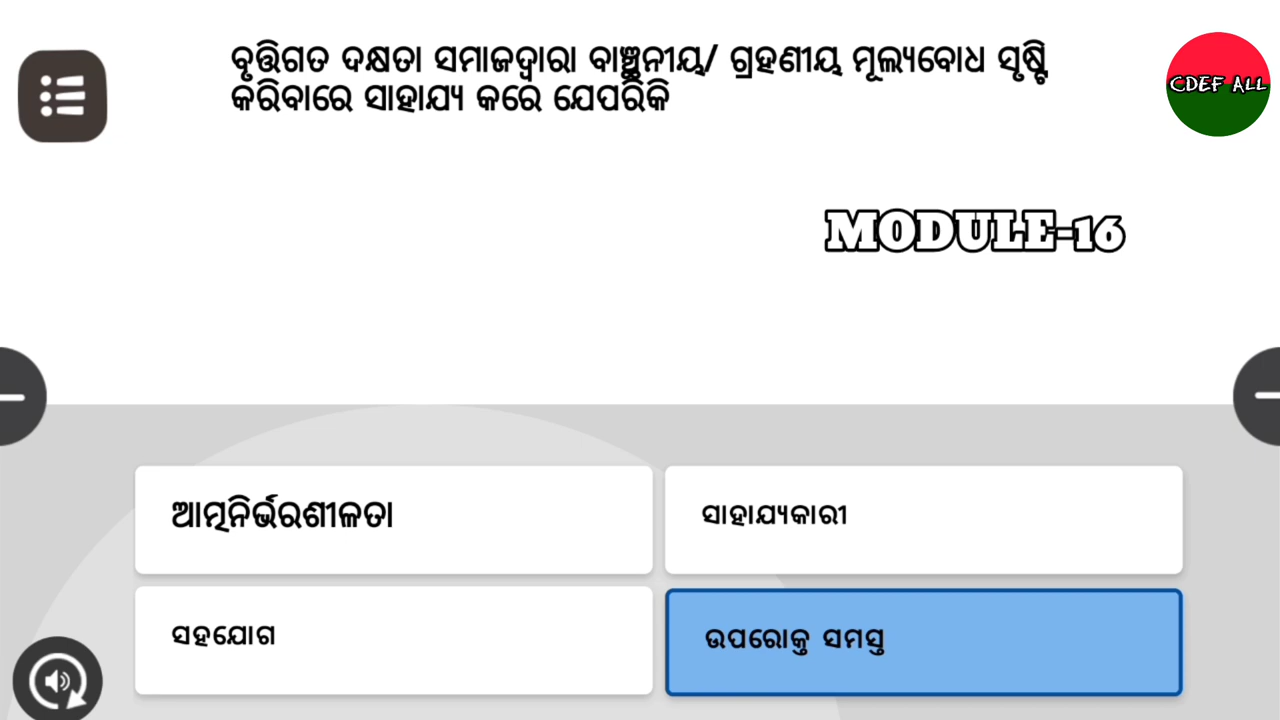 ବୃତ୍ତିଗତ ଦକ୍ଷତା ସମାଜଦ୍ୱାରା ବାଞ୍ଛନୀୟ/ ଗ୍ରହଣୀୟ ମୂଲ୍ୟବୋଧ ସୃଷ୍ଟି
କରିବାରେ ସାହାଯ୍ୟ କରେ ଯେପରିକି
CDEF ALL
MODULE-16
ଆତ୍ମନିର୍ଭରଶୀଳତା
ସାହାଯ୍ୟକାରୀ
ସହଯୋଗ
ଉପରୋକ୍ତ ସମସ୍ତ